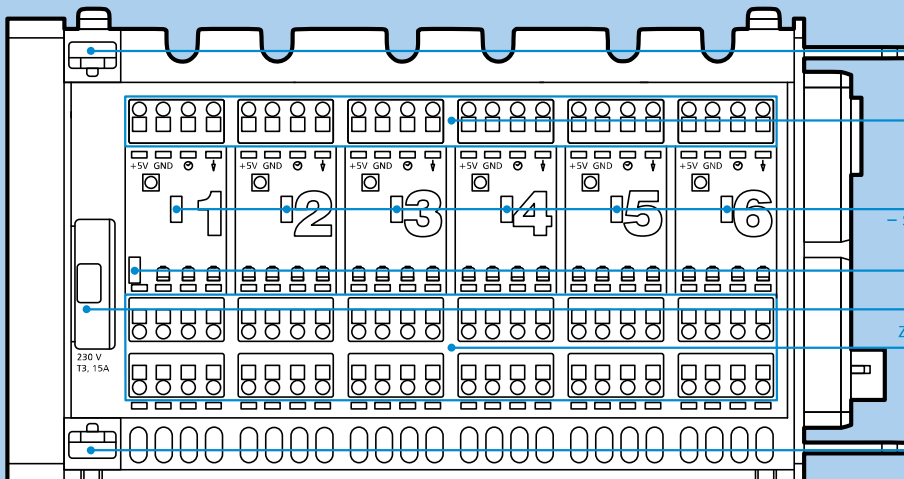 +5V GND
+5V GND
+5V GND
+5V GND
+5V GND
+5V GND
1
2
3
4
5
6
230 V
T3, 15A
Z